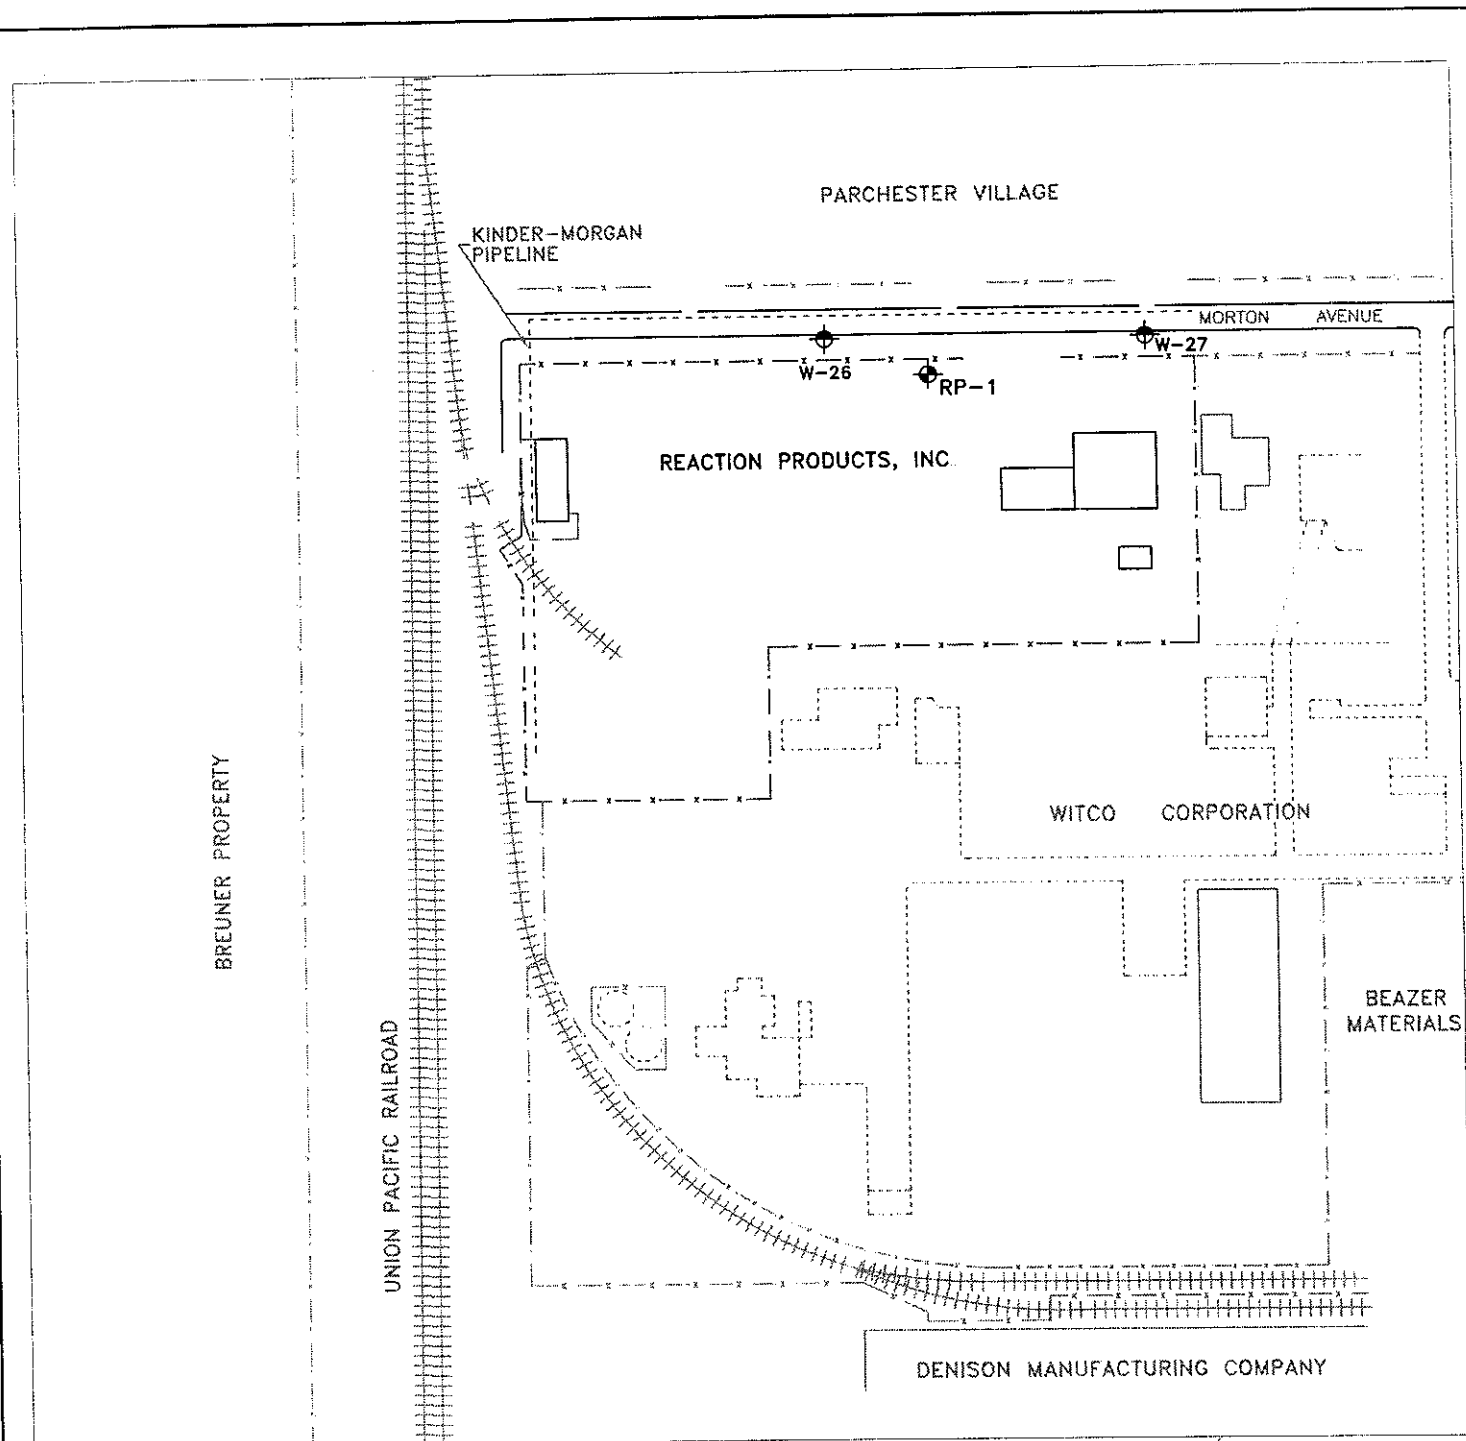 PARCHESTER VILLAGE
KINDER-MORGAN
PIPELINE
MORTON AVENUE
W-26
W-27
RP-1
REACTION PRODUCTS, INC.
WITCO CORPORATION
BREUNER PROPERTY
UNION PACIFIC RAILROAD
BEAZER
MATERIALS
DENISON MANUFACTURING COMPANY